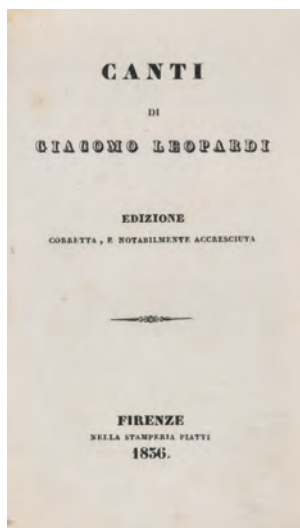 CANTI
DI
GIACOMO LEOPARDI
EDIZIONE
CORRETTA, E NOTABILMENTE ACCRESCIUTA
FIRENZE
NELLA STAMPERIA PIATTI
1836.